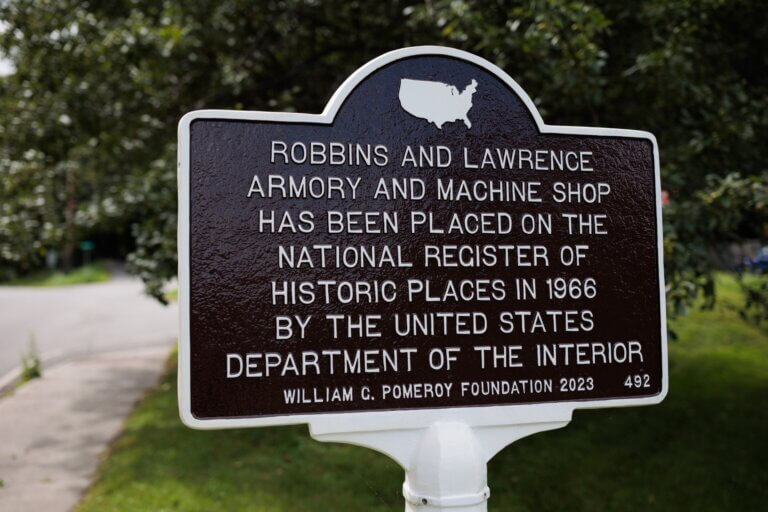 ROBBINS AND LAWRENCE
ARMORY AND MACHINE SHOP
HAS BEEN PLACED ON THE
NATIONAL REGISTER OF
HISTORIC PLACES IN 1966
BY THE UNITED STATES
DEPARTMENT OF THE INTERIOR
WILLIAM G. POMEROY FOUNDATION 2023 492